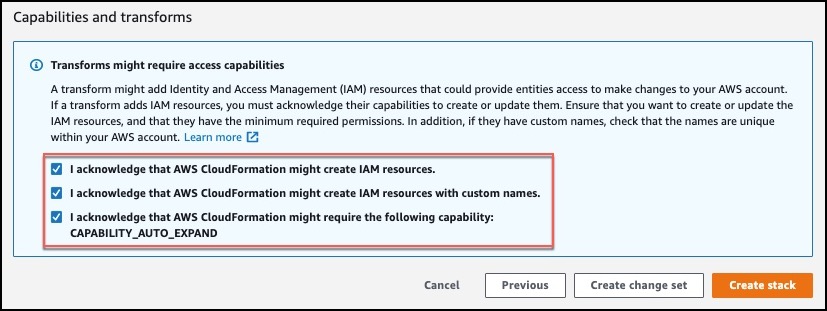 Capabilities and transforms
Transforms might require access capabilities
A transform might add Identity and Access Management (IAM) resources that could provide entities access to make changes to your AWS account.
If a transform adds IAM resources, you must acknowledge their capabilities to create or update them. Ensure that you want to create or update the
IAM resources, and that they have the minimum required permissions. In addition, if they have custom names, check that the names are unique
within your AWS account. Learn more
I acknowledge that AWS CloudFormation might create IAM resources.
I acknowledge that AWS CloudFormation might create IAM resources with custom names.
I acknowledge that AWS CloudFormation might require the following capability:
CAPABILITY_AUTO_EXPAND
Cancel Previous Create change set Create stack